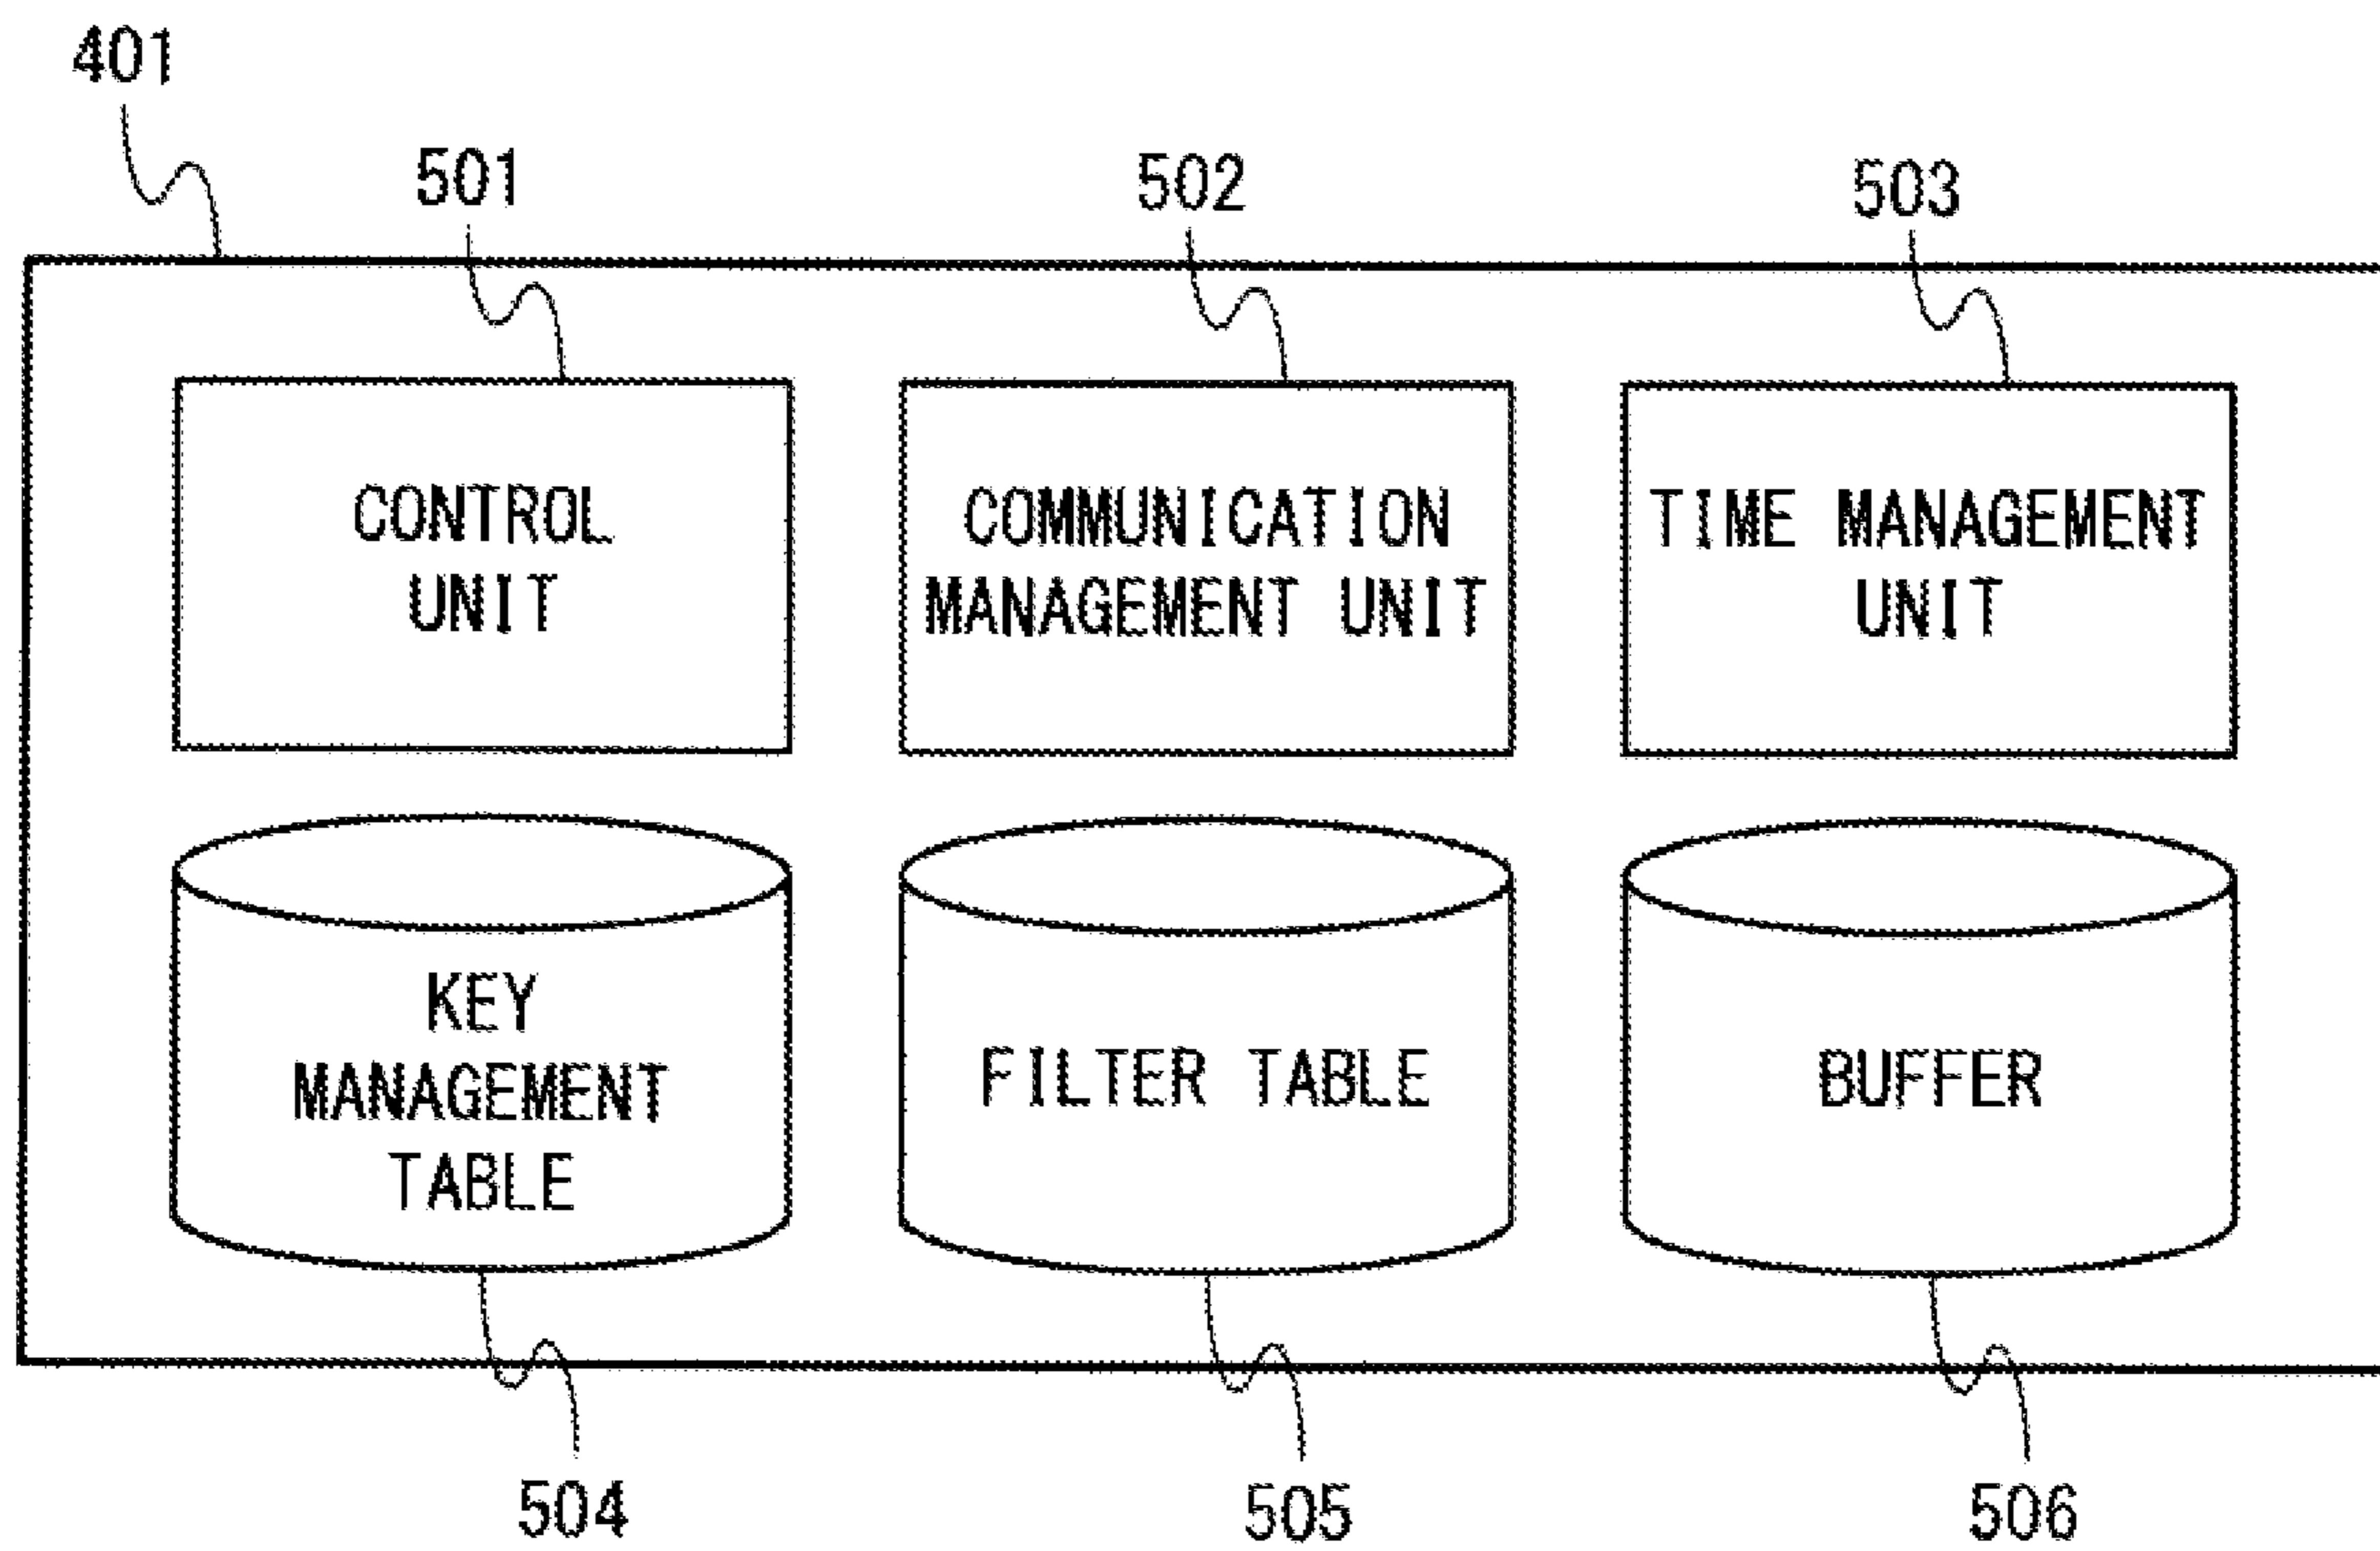 401
501
502
503
CONTROL
UNIT
COMMUNICATION
MANAGEMENT UNIT
TIME MANAGEMENT
UNIT
KEY
MANAGEMENT
TABLE
FILTER TABLE
BUFFER
504
505
506